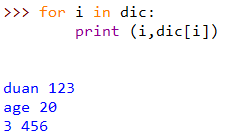 >>> for i in dic:
        print (i,dic[i])
duan 123
age 20
3 456